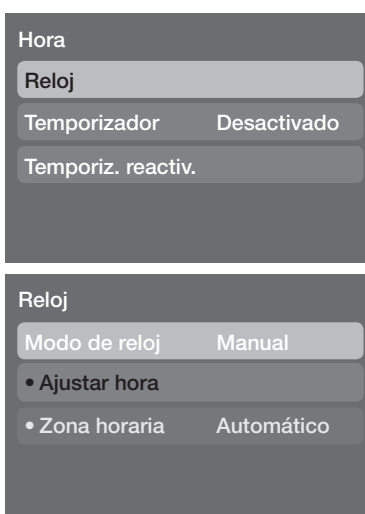 Hora
Reloj
Temporizador Desactivado
Temporiz. reactiv.
Reloj
Modo de reloj Manual
• Ajustar hora
• Zona horaria Automático